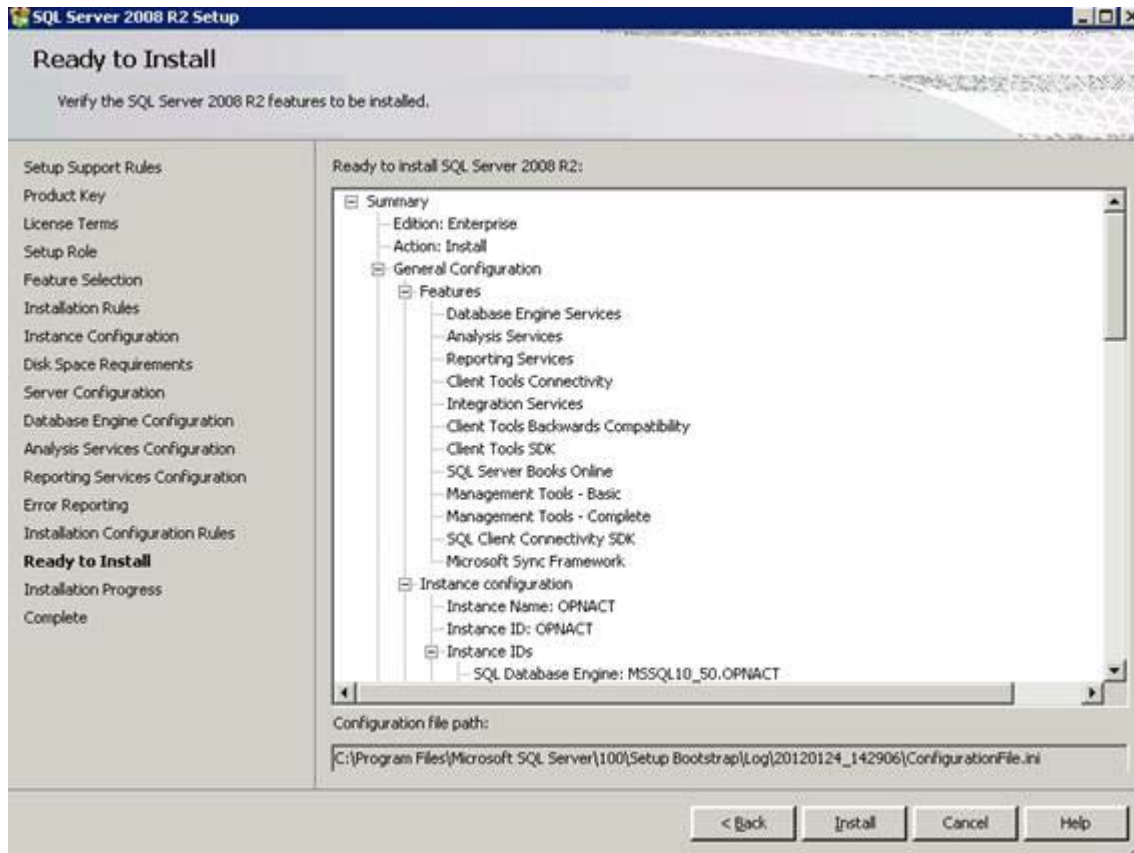 SQL Server 2008 R2 Setup
Ready to Install
Verify the SQL Server 2008 R2 features to be installed.
Setup Support Rules
Product Key
License Terms
Setup Role
Feature Selection
Installation Rules
Instance Configuration
Disk Space Requirements
Server Configuration
Database Engine Configuration
Analysis Services Configuration
Reporting Services Configuration
Error Reporting
Installation Configuration Rules
Ready to Install
Installation Progress
Complete
Ready to install SQL Server 2008 R2:
Summary
Edition: Enterprise
Action: Install
General Configuration
Features
Database Engine Services
Analysis Services
Reporting Services
Client Tools Connectivity
Integration Services
Client Tools Backwards Compatibility
Client Tools SDK
SQL Server Books Online
Management Tools - Basic
Management Tools - Complete
SQL Client Connectivity SDK
Microsoft Sync Framework
Instance configuration
Instance Name: OPNACT
Instance ID: OPNACT
Instance IDs
SQL Database Engine: MSSQL10_50.OPNACT
Configuration file path:
C:\Program Files\Microsoft SQL Server\100\Setup Bootstrap\Log\20120124_142906\ConfigurationFile.ini
< Back
Install
Cancel
Help